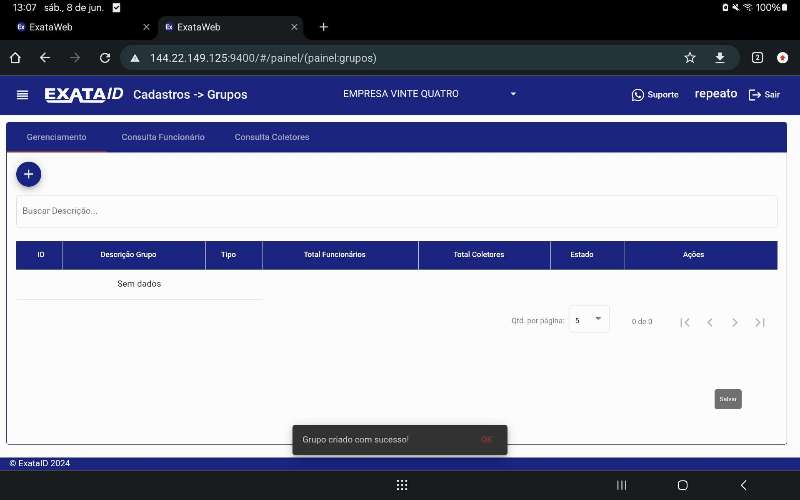 13:07 sáb., 8 de jun. 100%
ExataWeb ExataWeb
144.22.149.125:9400/#/painel/(painel:grupos) 2
EXATAID Cadastros -> Grupos EMPRESA VINTE QUATRO Suporte repeato Sair
Gerenciamento Consulta Funcionário Consulta Coletores
+
Buscar Descrição...
ID Descrição Grupo Tipo Total Funcionários Total Coletores Estado Ações
Sem dados
Qtd. por página: 5 0 de 0
Salvar
Grupo criado com sucesso! OK
© ExataID 2024